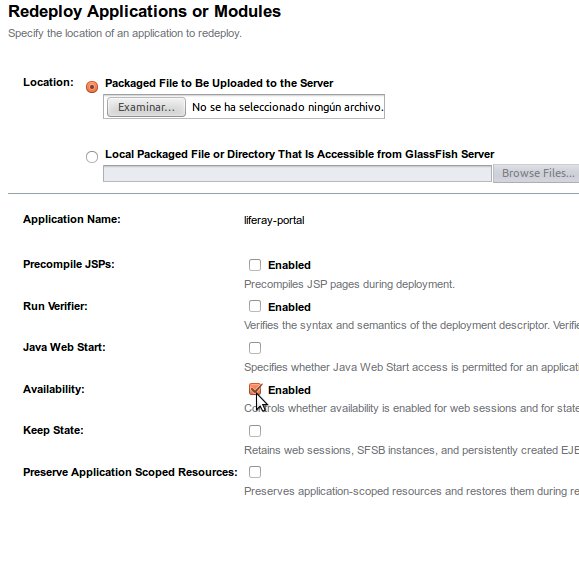 Redeploy Applications or Modules
Specify the location of an application to redeploy.
Location: Packaged File to Be Uploaded to the Server
Examinar... No se ha seleccionado ningún archivo.
Local Packaged File or Directory That Is Accessible from GlassFish Server
Browse Files...
Application Name: liferay-portal
Precompile JSPs: Enabled
Precompiles JSP pages during deployment.
Run Verifier: Enabled
Verifies the syntax and semantics of the deployment descriptor. Verifie
Java Web Start:
Specifies whether Java Web Start access is permitted for an applicati
Availability: Enabled
Controls whether availability is enabled for web sessions and for state
Keep State:
Retains web sessions, SFSB instances, and persistently created EJE
Preserve Application Scoped Resources:
Preserves application-scoped resources and restores them during re